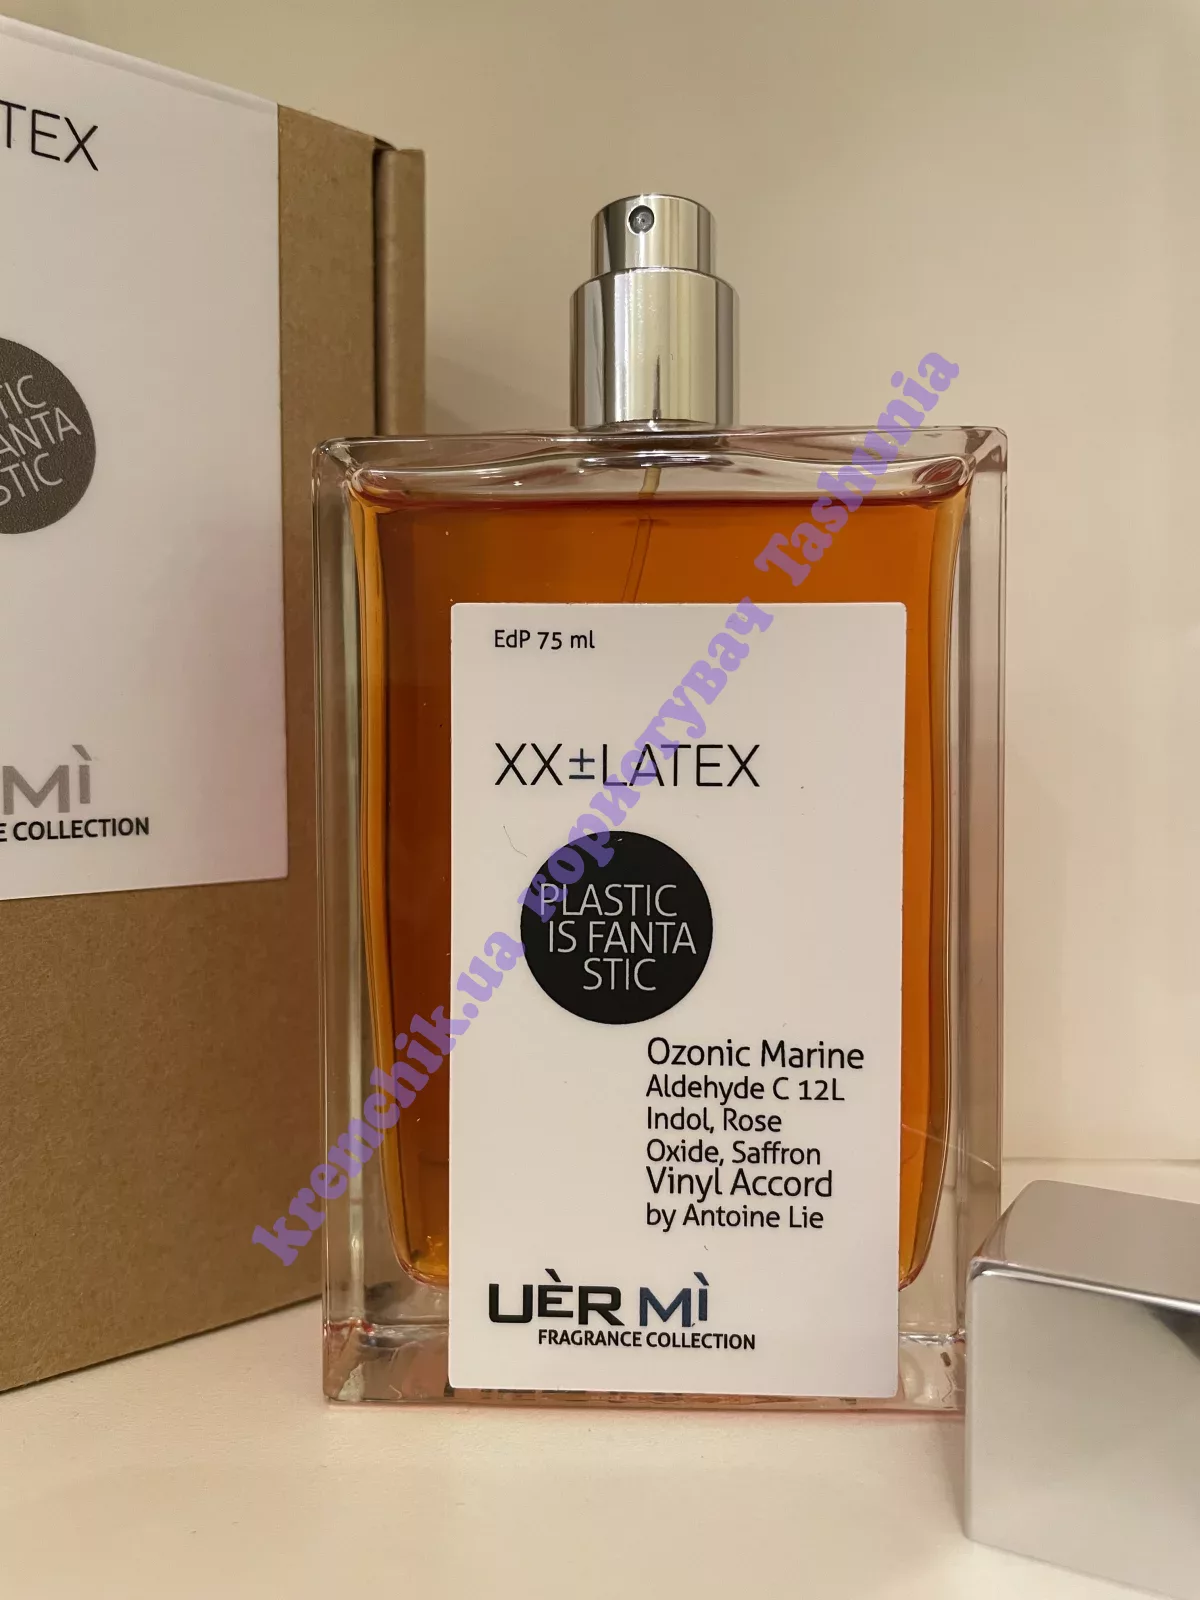 TEX
TIC
ANTA
STIC
MÌ
E COLLECTION
EdP 75 ml
XX±LATEX
PLASTIC
IS FANTA
STIC
Ozonic Marine
Aldehyde C 12L
Indol, Rose
Oxide, Saffron
Vinyl Accord
by Antoine Lie
UÈR MÌ
FRAGRANCE COLLECTION
kremchik.ua користувач Tashunia